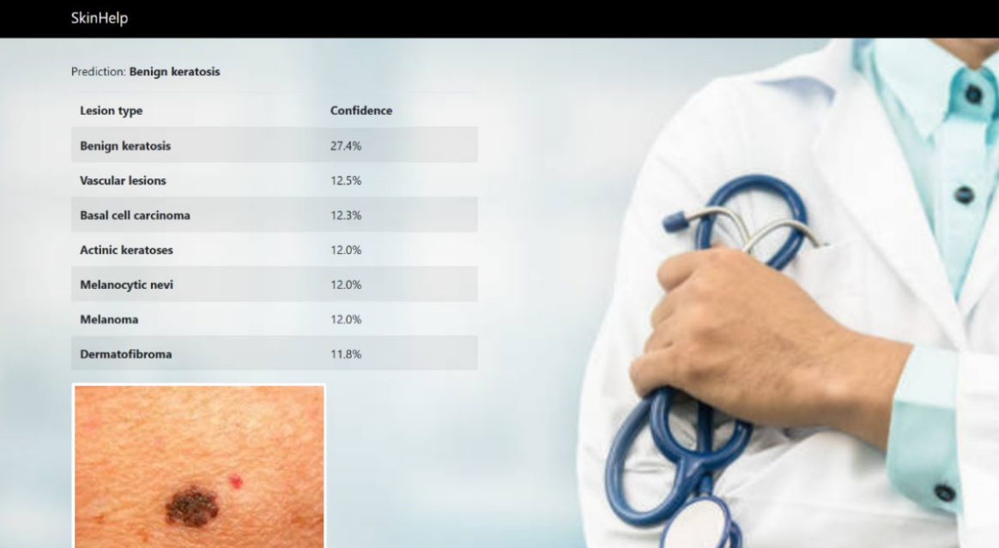 SkinHelp
Prediction: Benign keratosis
Lesion type Confidence
Benign keratosis 27.4%
Vascular lesions 12.5%
Basal cell carcinoma 12.3%
Actinic keratoses 12.0%
Melanocytic nevi 12.0%
Melanoma 12.0%
Dermatofibroma 11.8%